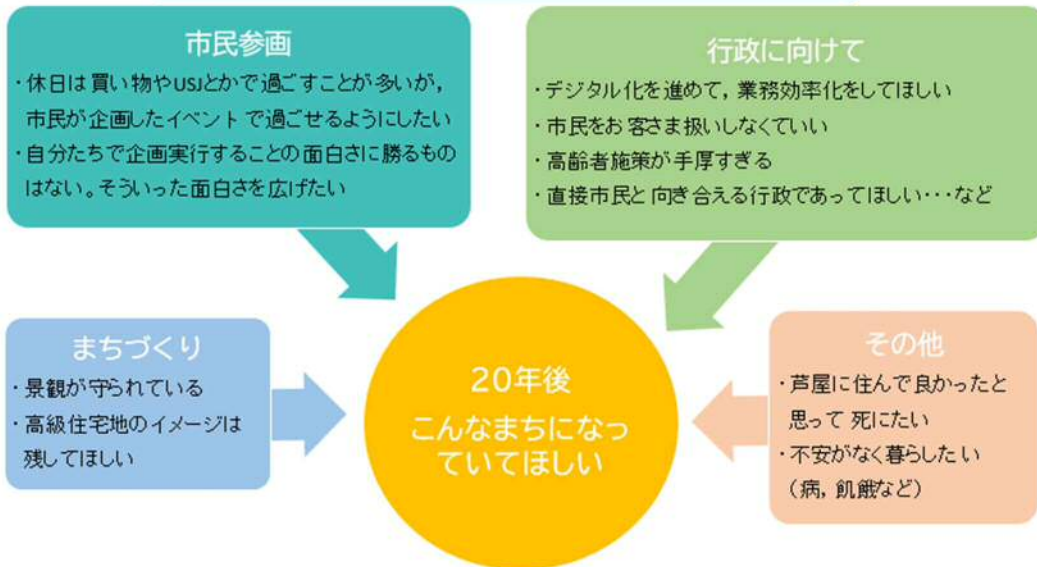 市民参画
・休日は買い物やUSJとかで過ごすことが多いが，
市民が企画したイベントで過ごせるようにしたい
・自分たちで企画実行することの面白さに勝るもの
はない。そういった面白さを広げたい
行政に向けて
・デジタル化を進めて，業務効率化をしてほしい
・市民をお客さま扱いしなくていい
・高齢者施策が手厚すぎる
・直接市民と向き合える行政であってほしい・・・など
まちづくり
・景観が守られている
・高級住宅地のイメージは
残してほしい
20年後
こんなまちになっ
ていてほしい
その他
・芦屋に住んで良かったと
思って死にたい
・不安がなく暮らしたい
（病，飢餓など）